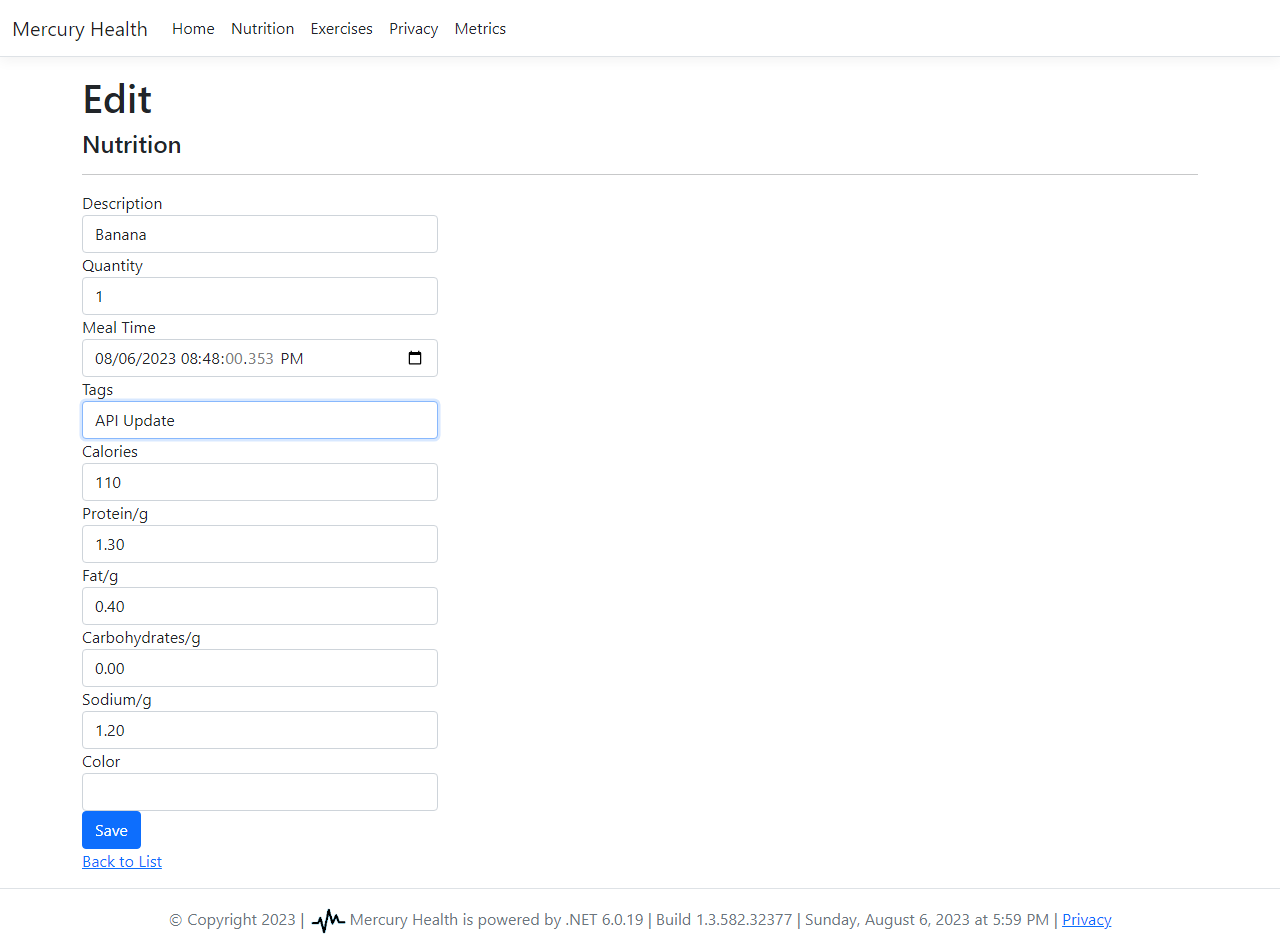 Mercury Health Home Nutrition Exercises Privacy Metrics
Edit
Nutrition
Description
Banana
Quantity
1
Meal Time
08/06/2023 08:48:00.353 PM
Tags
API Update
Calories
110
Protein/g
1.30
Fat/g
0.40
Carbohydrates/g
0.00
Sodium/g
1.20
Color
Save
Back to List
© Copyright 2023 | Mercury Health is powered by .NET 6.0.19 | Build 1.3.582.32377 | Sunday, August 6, 2023 at 5:59 PM | Privacy